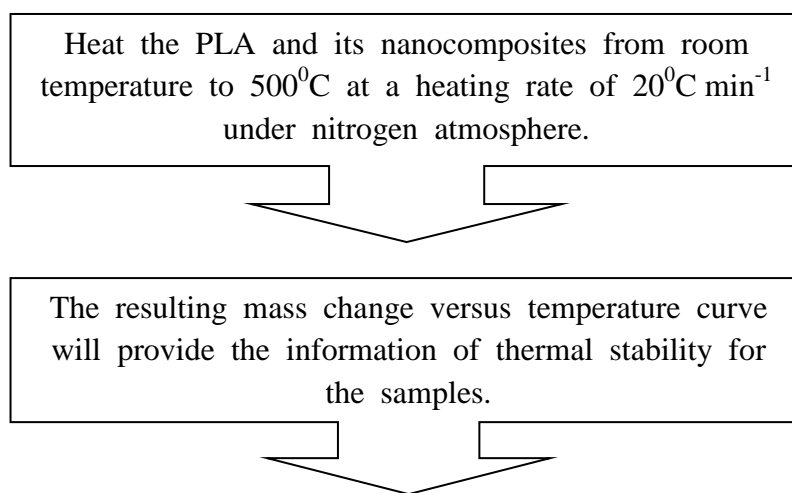 Heat the PLA and its nanocomposites from room
temperature to 500⁰C at a heating rate of 20⁰C min⁻¹
under nitrogen atmosphere.
The resulting mass change versus temperature curve
will provide the information of thermal stability for
the samples.